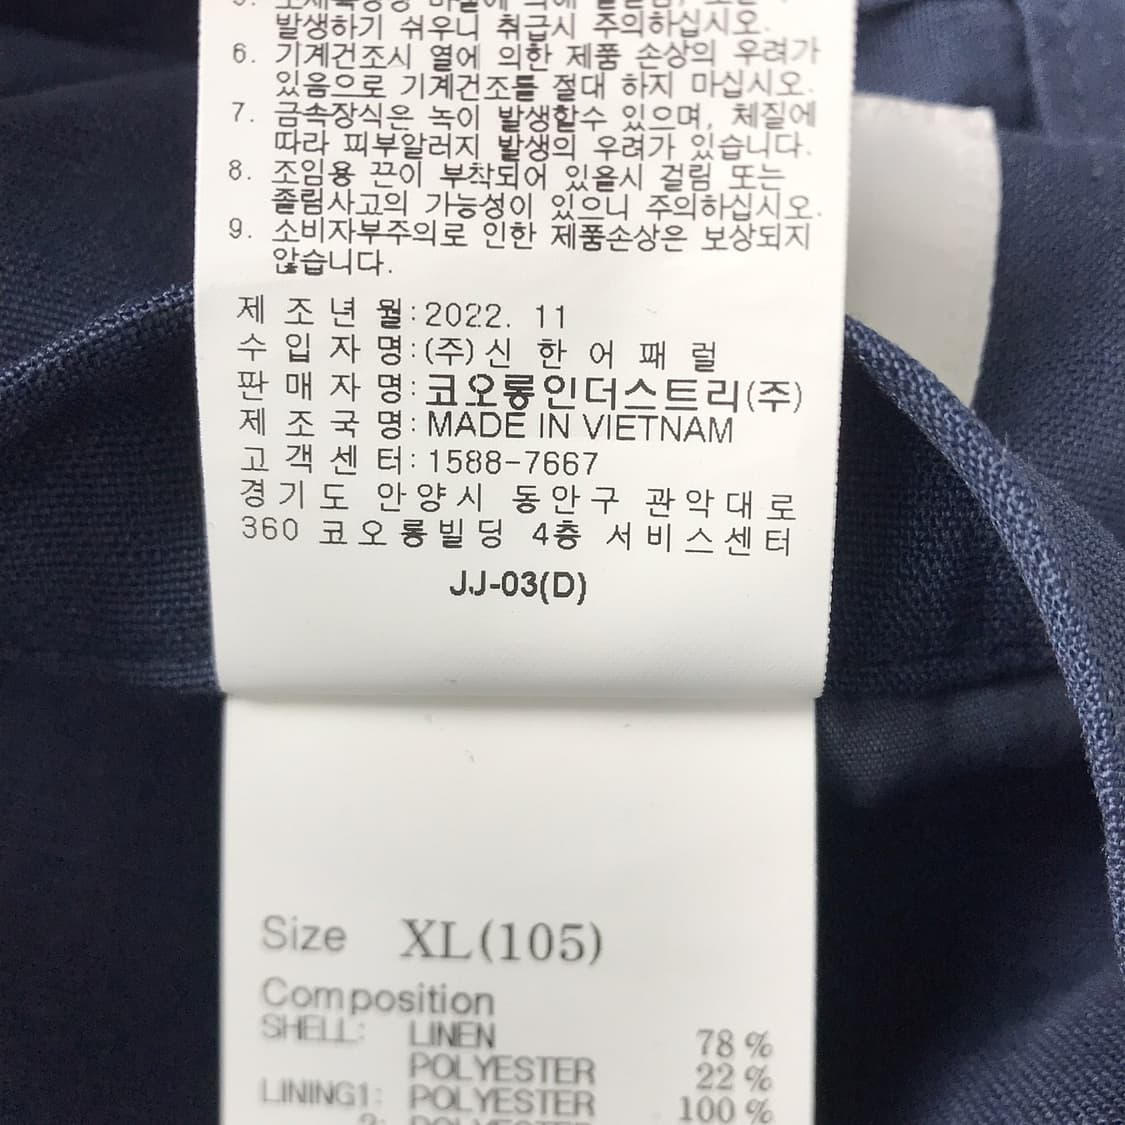 발생하기 쉬우니 취급시 주의하십시오.
6. 기계건조시 열에 의한 제품 손상의 우려가
있음으로 기계건조를 절대 하지 마십시오.
7. 금속장식은 녹이 발생할수 있으며, 체질에
따라 피부알러지 발생의 우려가 있습니다.
8. 조임용 끈이 부착되어 있을시 걸림 또는
졸림사고의 가능성이 있으니 주의하십시오.
9. 소비자부주의로 인한 제품손상은 보상되지
않습니다.
제 조 년 월: 2022. 11
수 입 자 명: (주) 신 한 어 패 럴
판 매 자 명: 코오롱인더스트리(주)
제 조 국 명: MADE IN VIETNAM
고 객 센 터: 1588-7667
경기도 안양시 동안구 관악대로
360 코오롱빌딩 4층 서비스센터
JJ-03(D)
Size XL(105)
Composition
SHELL: LINEN 78 %
POLYESTER 22 %
LINING1: POLYESTER 100 %
2: POLYESTER